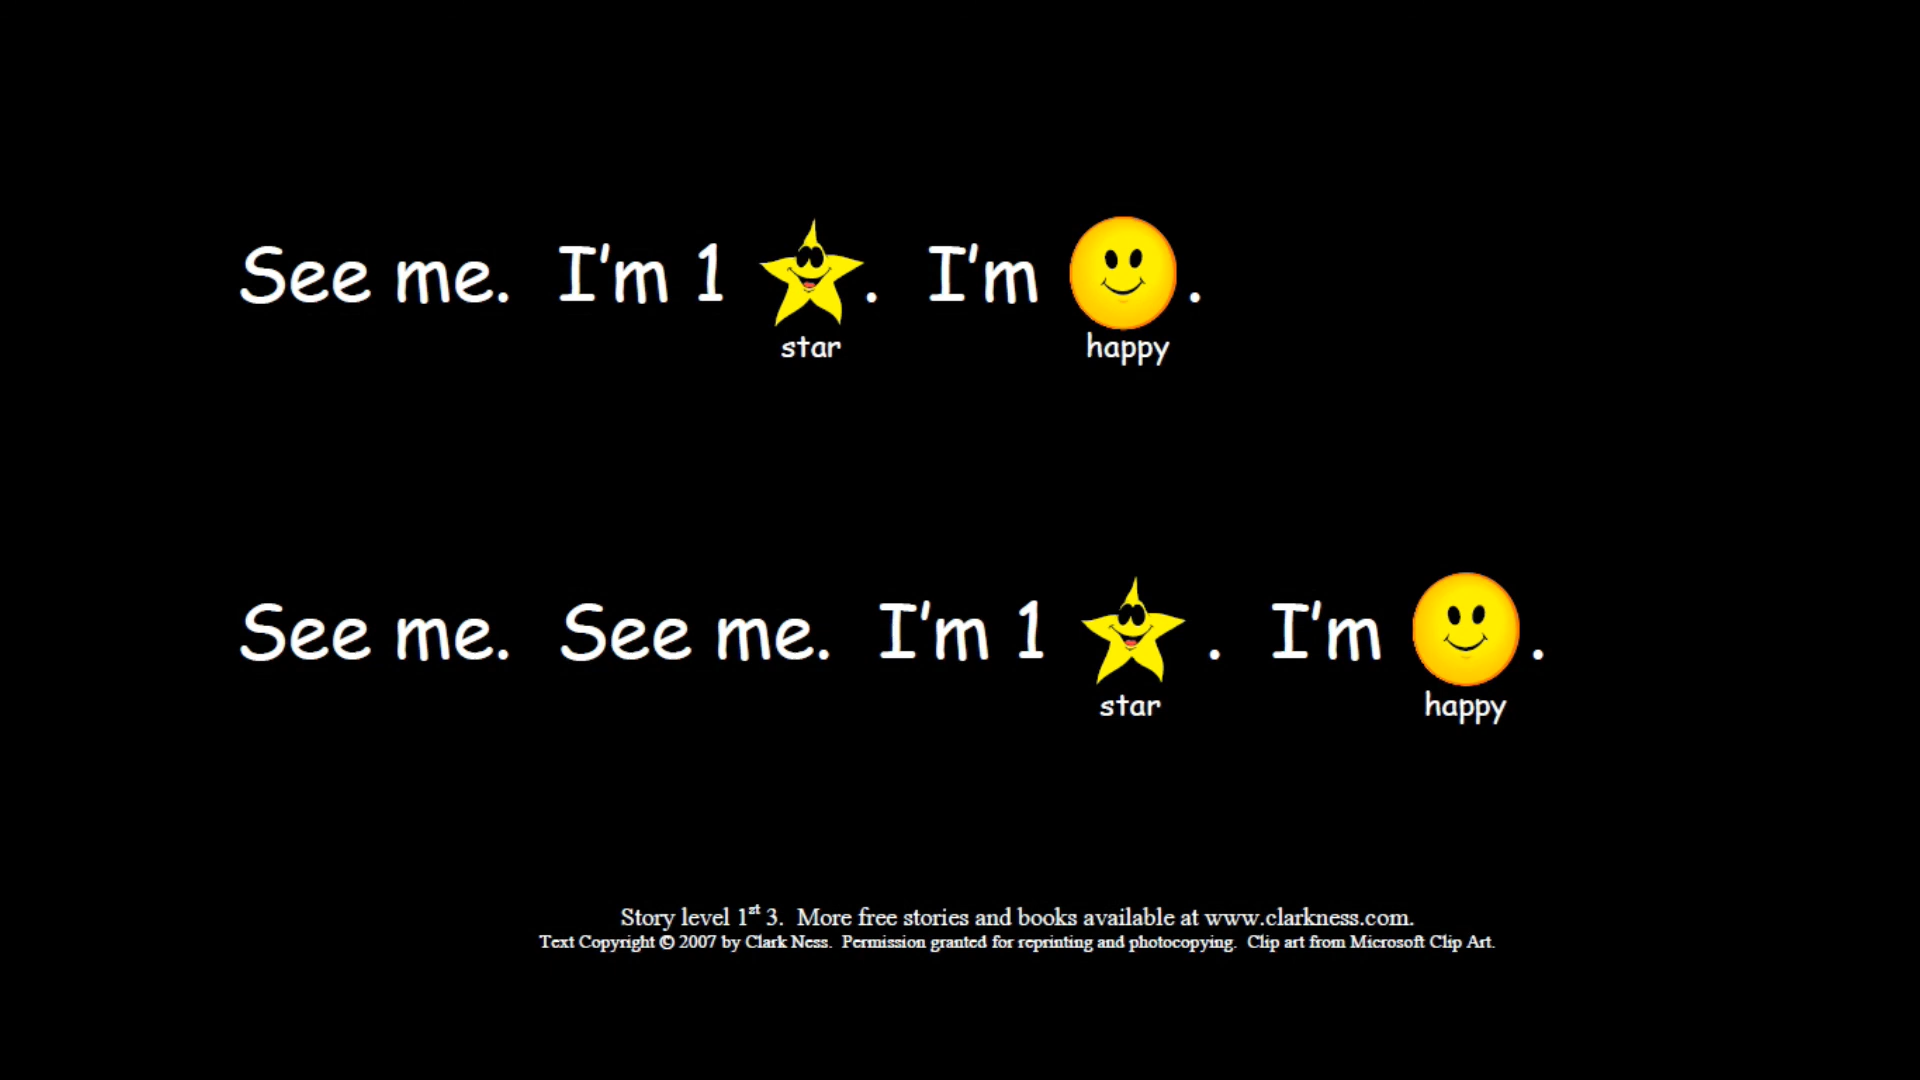 See me. I'm 1 . I'm .
star happy
See me. See me. I'm 1 . I'm .
star happy
Story level 1st 3. More free stories and books available at www.clarkness.com.
Text Copyright © 2007 by Clark Ness. Permission granted for reprinting and photocopying. Clip art from Microsoft Clip Art.